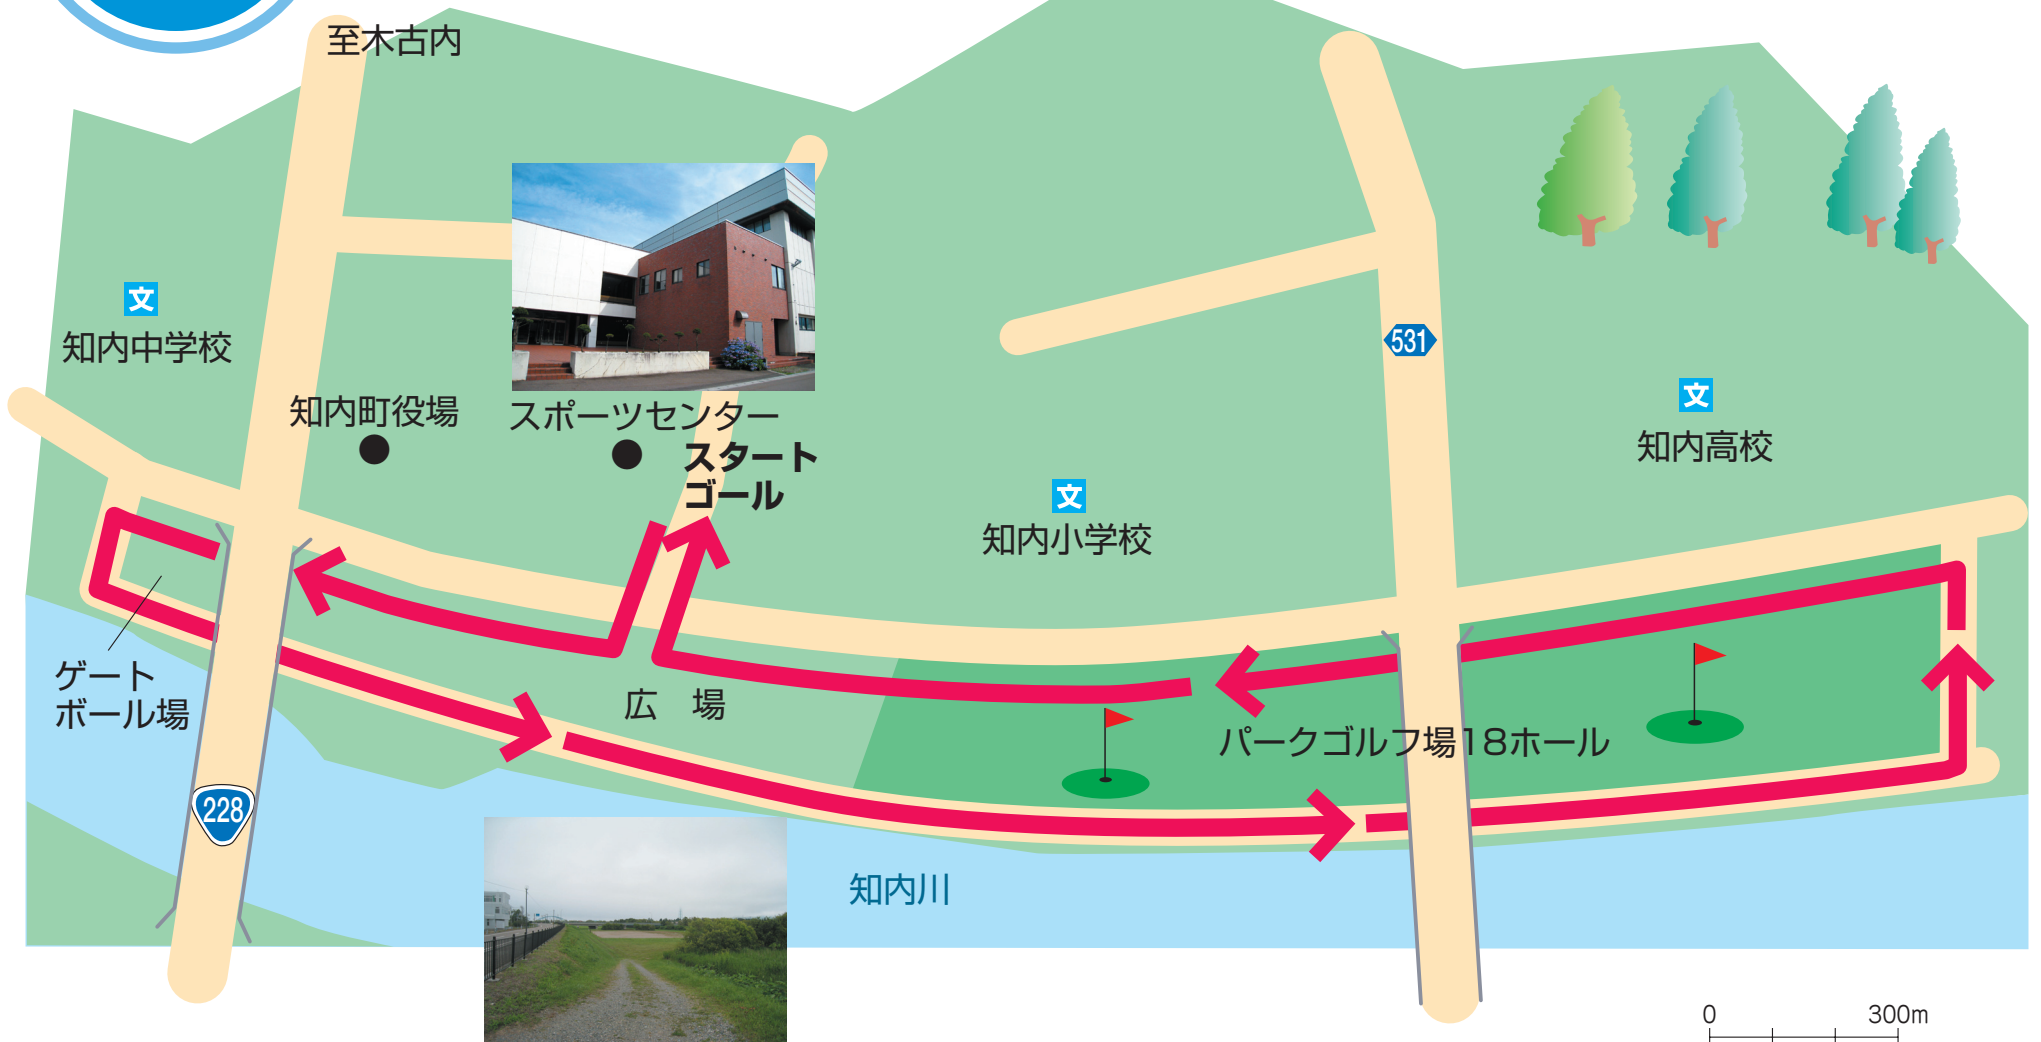 至木古内
文
知内中学校
知内町役場
スポーツセンター
スタート
ゴール
文
知内小学校
531
文
知内高校
ゲート
ボール場
広 場
パークゴルフ場18ホール
228
知内川
0 300m